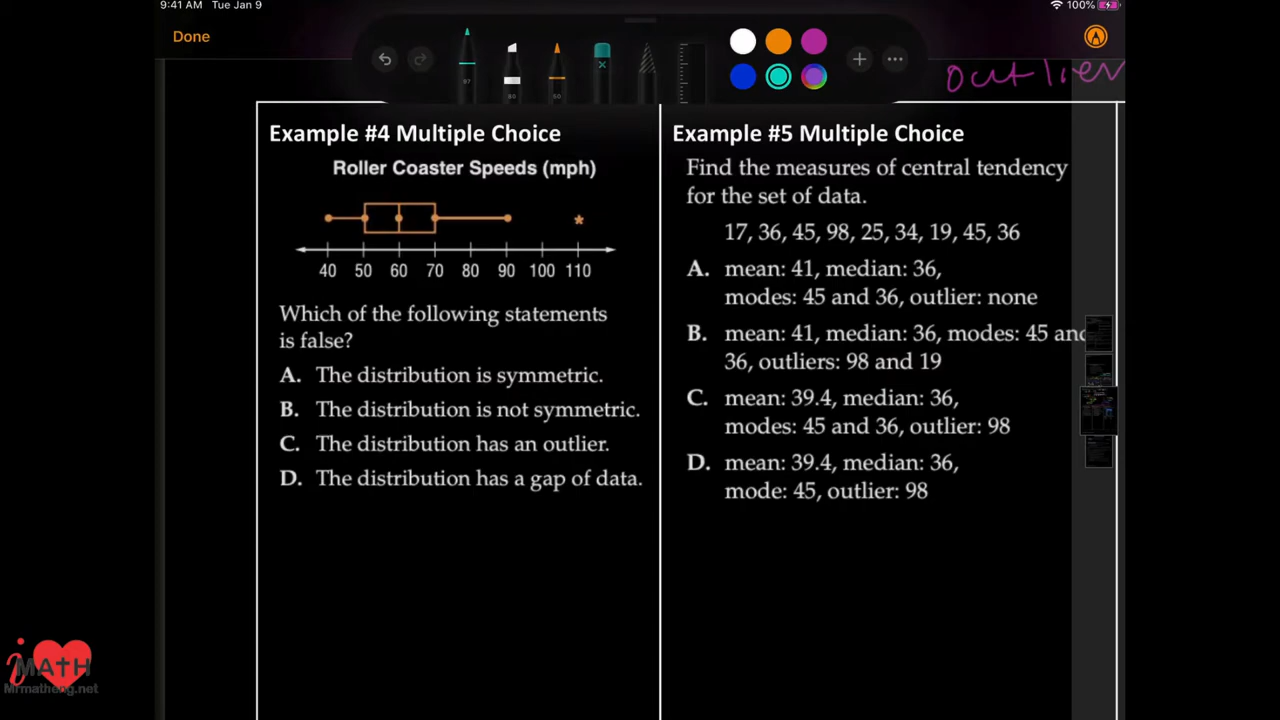 9:41 AM Tue Jan 9
100%
Done
97
80
50
outlier
Example #4 Multiple Choice
Roller Coaster Speeds (mph)
40 50 60 70 80 90 100 110
Which of the following statements
is false?
A. The distribution is symmetric.
B. The distribution is not symmetric.
C. The distribution has an outlier.
D. The distribution has a gap of data.
Example #5 Multiple Choice
Find the measures of central tendency
for the set of data.
17, 36, 45, 98, 25, 34, 19, 45, 36
A. mean: 41, median: 36,
modes: 45 and 36, outlier: none
B. mean: 41, median: 36, modes: 45 and
36, outliers: 98 and 19
C. mean: 39.4, median: 36,
modes: 45 and 36, outlier: 98
D. mean: 39.4, median: 36,
mode: 45, outlier: 98
i MATH
Mrmatheng.net